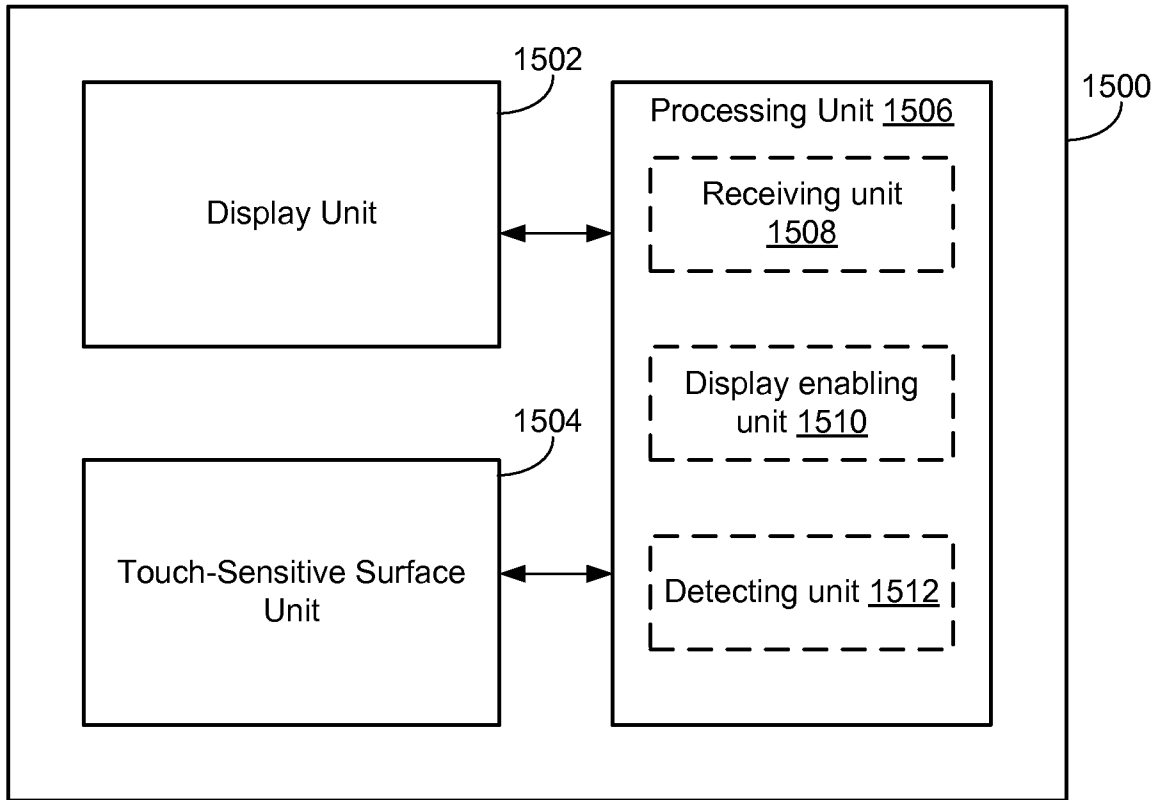 1502
1500
Display Unit
Processing Unit 1506
Receiving unit
1508
Display enabling
unit 1510
1504
Touch-Sensitive Surface
Unit
Detecting unit 1512